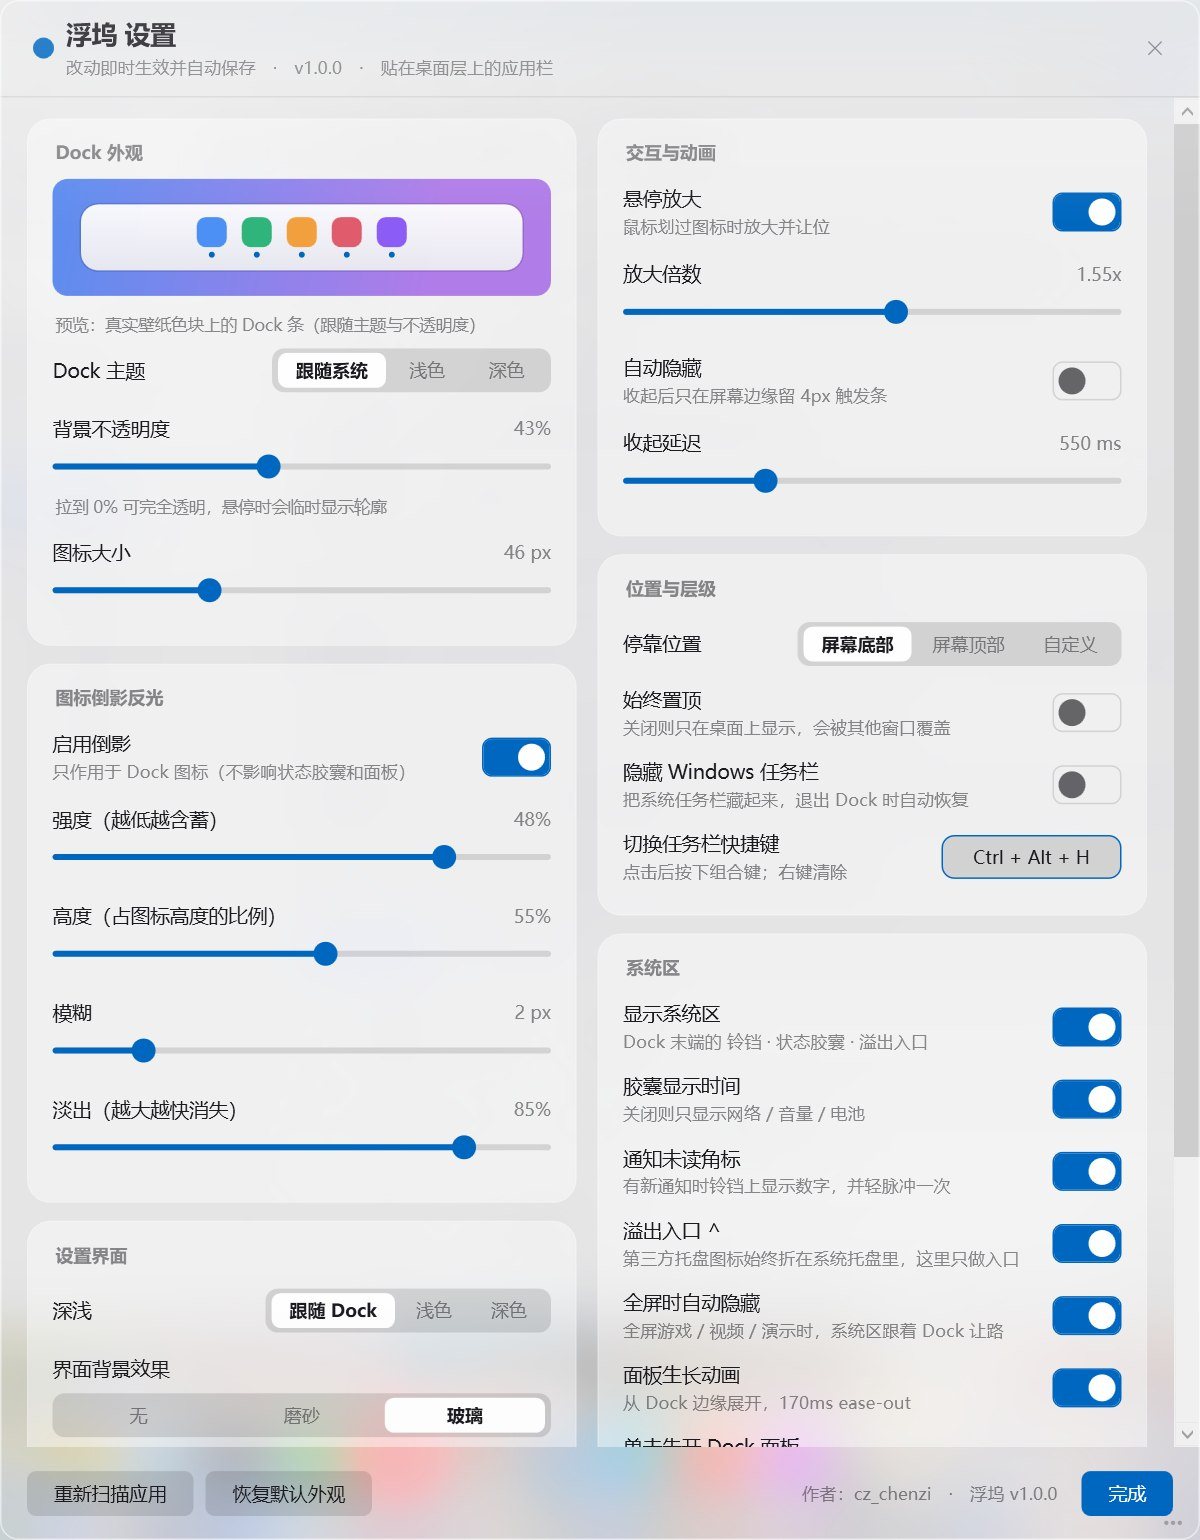 浮坞 设置
改动即时生效并自动保存 · v1.0.0 · 贴在桌面层上的应用栏
Dock 外观
预览：真实壁纸色块上的 Dock 条（跟随主题与不透明度）
Dock 主题 跟随系统 浅色 深色
背景不透明度 43%
拉到 0% 可完全透明，悬停时会临时显示轮廓
图标大小 46 px
图标倒影反光
启用倒影
只作用于 Dock 图标（不影响状态胶囊和面板）
强度（越低越含蓄） 48%
高度（占图标高度的比例） 55%
模糊 2 px
淡出（越大越快消失） 85%
设置界面
深浅 跟随 Dock 浅色 深色
界面背景效果
无 磨砂 玻璃
交互与动画
悬停放大
鼠标划过图标时放大并让位
放大倍数 1.55x
自动隐藏
收起后只在屏幕边缘留 4px 触发条
收起延迟 550 ms
位置与层级
停靠位置 屏幕底部 屏幕顶部 自定义
始终置顶
关闭则只在桌面上显示，会被其他窗口覆盖
隐藏 Windows 任务栏
把系统任务栏藏起来，退出 Dock 时自动恢复
切换任务栏快捷键 Ctrl + Alt + H
点击后按下组合键；右键清除
系统区
显示系统区
Dock 末端的 铃铛 · 状态胶囊 · 溢出入口
胶囊显示时间
关闭则只显示网络 / 音量 / 电池
通知未读角标
有新通知时铃铛上显示数字，并轻脉冲一次
溢出入口 ^
第三方托盘图标始终折在系统托盘里，这里只做入口
全屏时自动隐藏
全屏游戏 / 视频 / 演示时，系统区跟着 Dock 让路
面板生长动画
从 Dock 边缘展开，170ms ease-out
Dock 面板
重新扫描应用 恢复默认外观 作者：cz_chenzi · 浮坞 v1.0.0 完成